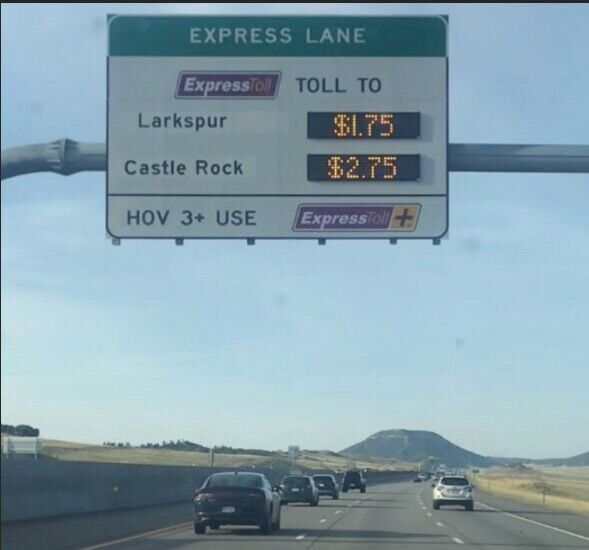 EXPRESS LANE
ExpressToll TOLL TO
Larkspur $1.75
Castle Rock $2.75
HOV 3+ USE ExpressToll +